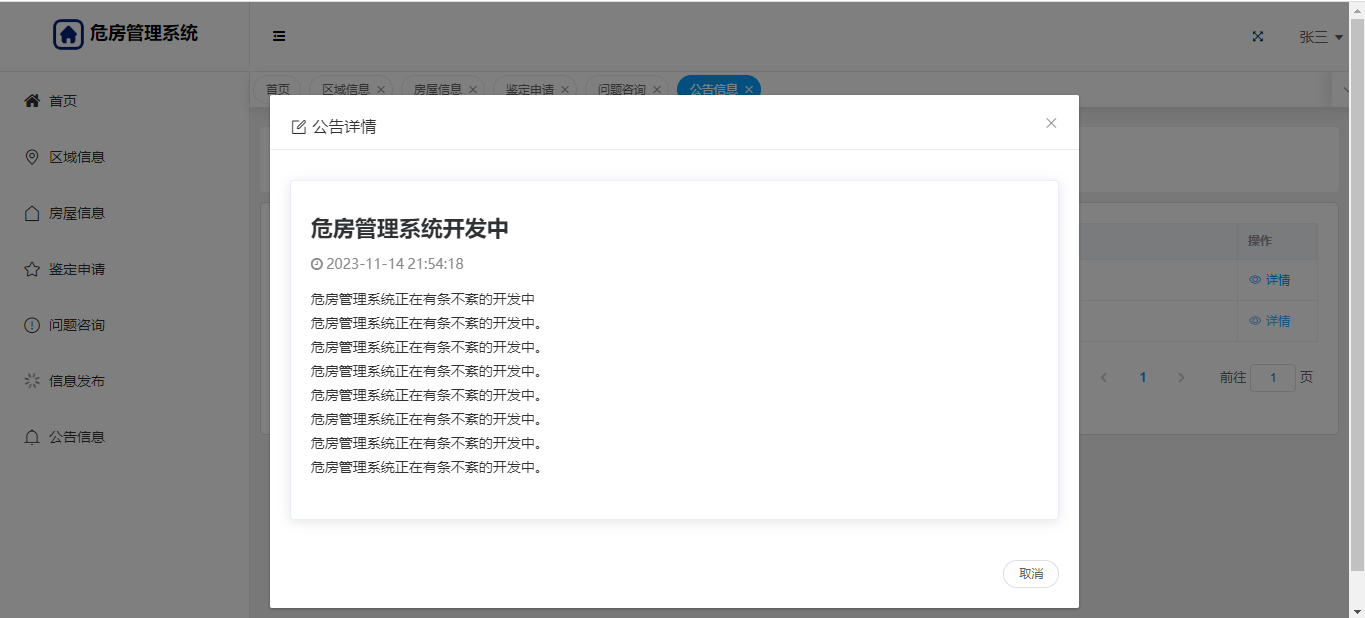 危房管理系统
张三
首页
区域信息
房屋信息
鉴定申请
问题咨询
信息发布
公告信息
首页 区域信息 房屋信息 鉴定申请 问题咨询 公告信息
公告详情
危房管理系统开发中
2023-11-14 21:54:18
危房管理系统正在有条不紊的开发中
危房管理系统正在有条不紊的开发中。
危房管理系统正在有条不紊的开发中。
危房管理系统正在有条不紊的开发中。
危房管理系统正在有条不紊的开发中。
危房管理系统正在有条不紊的开发中。
危房管理系统正在有条不紊的开发中。
危房管理系统正在有条不紊的开发中。
取消
操作
详情
详情
1 前往 1 页